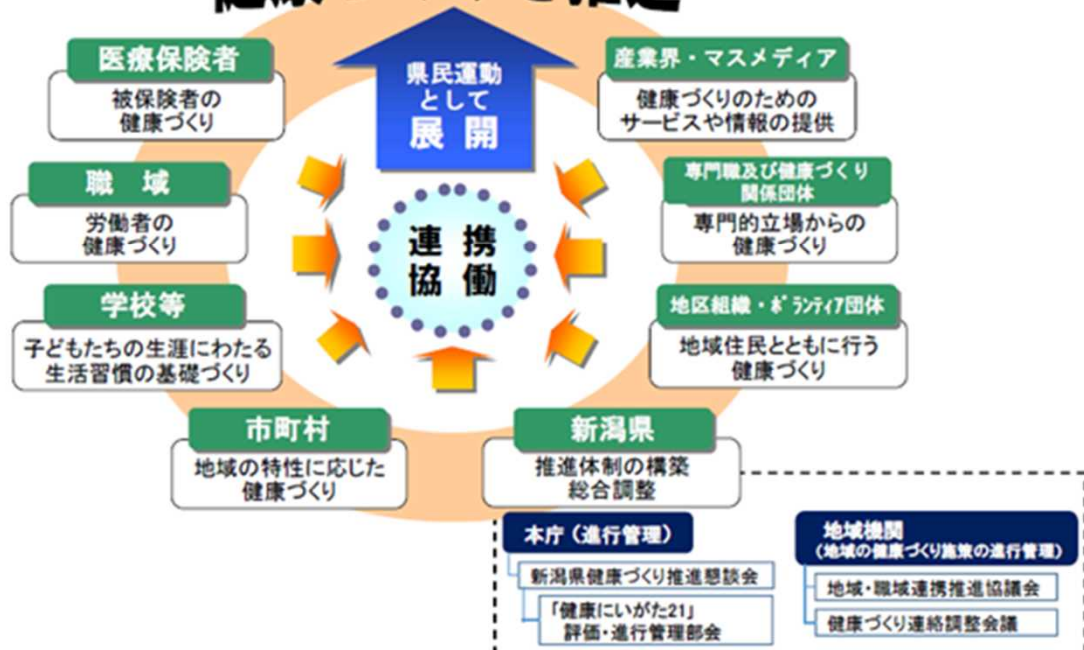 県民運動
として
展 開
医療保険者
被保険者の
健康づくり
産業界・マスメディア
健康づくりのための
サービスや情報の提供
職 域
労働者の
健康づくり
専門職及び健康づくり
関係団体
専門的立場からの
健康づくり
連 携
協 働
学校等
子どもたちの生涯にわたる
生活習慣の基礎づくり
地区組織・ボランティア団体
地域住民とともに行う
健康づくり
市町村
地域の特性に応じた
健康づくり
新潟県
推進体制の構築
総合調整
本庁（進行管理）
新潟県健康づくり推進懇談会
「健康にいがた21」
評価・進行管理部会
地域機関
（地域の健康づくり施策の進行管理）
地域・職域連携推進協議会
健康づくり連絡調整会議